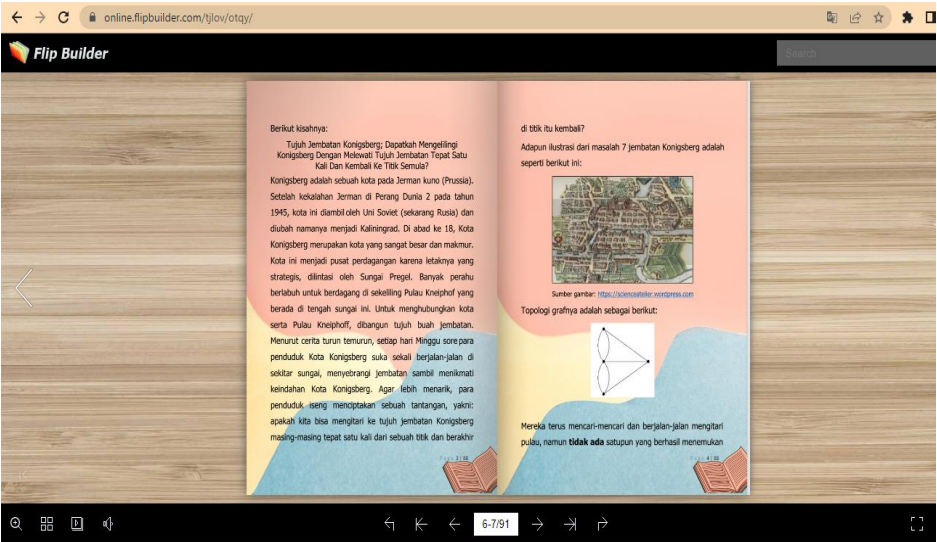 online.flipbuilder.com/tjlov/otqy/
Flip Builder
Search
Berikut kisahnya:
Tujuh Jembatan Konigsberg; Dapatkah Mengelilingi
Konigsberg Dengan Melewati Tujuh Jembatan Tepat Satu
Kali Dan Kembali Ke Titik Semula?
Konigsberg adalah sebuah kota pada Jerman kuno (Prussia).
Setelah kekalahan Jerman di Perang Dunia 2 pada tahun
1945, kota ini diambil oleh Uni Soviet (sekarang Rusia) dan
diubah namanya menjadi Kaliningrad. Di abad ke 18, Kota
Konigsberg merupakan kota yang sangat besar dan makmur.
Kota ini menjadi pusat perdagangan karena letaknya yang
strategis, dilintasi oleh Sungai Pregel. Banyak perahu
berlabuh untuk berdagang di sekeliling Pulau Kneiphof yang
berada di tengah sungai ini. Untuk menghubungkan kota
serta Pulau Kneiphoff, dibangun tujuh buah jembatan.
Menurut cerita turun temurun, setiap hari Minggu sore para
penduduk Kota Konigsberg suka sekali berjalan-jalan di
sekitar sungai, menyebrangi jembatan sambil menikmati
keindahan Kota Konigsberg. Agar lebih menarik, para
penduduk iseng menciptakan sebuah tantangan, yakni:
apakah kita bisa mengitari ke tujuh jembatan Konigsberg
masing-masing tepat satu kali dari sebuah titik dan berakhir
di titik itu kembali?
Adapun ilustrasi dari masalah 7 jembatan Konigsberg adalah
seperti berikut ini:
Sumber gambar: https://scienceatelier.wordpress.com
Topologi grafnya adalah sebagai berikut:
Mereka terus mencari-mencari dan berjalan-jalan mengitari
pulau, namun tidak ada satupun yang berhasil menemukan
6-7/91